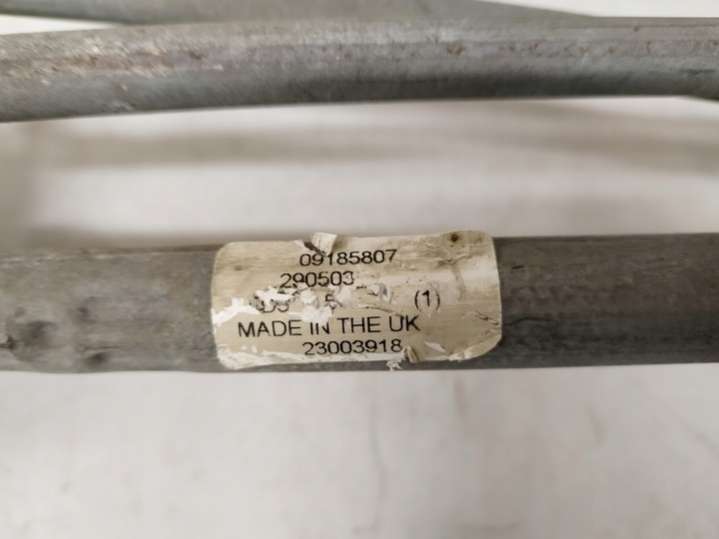 09185807
290503
(1)
MADE IN THE UK
23003918